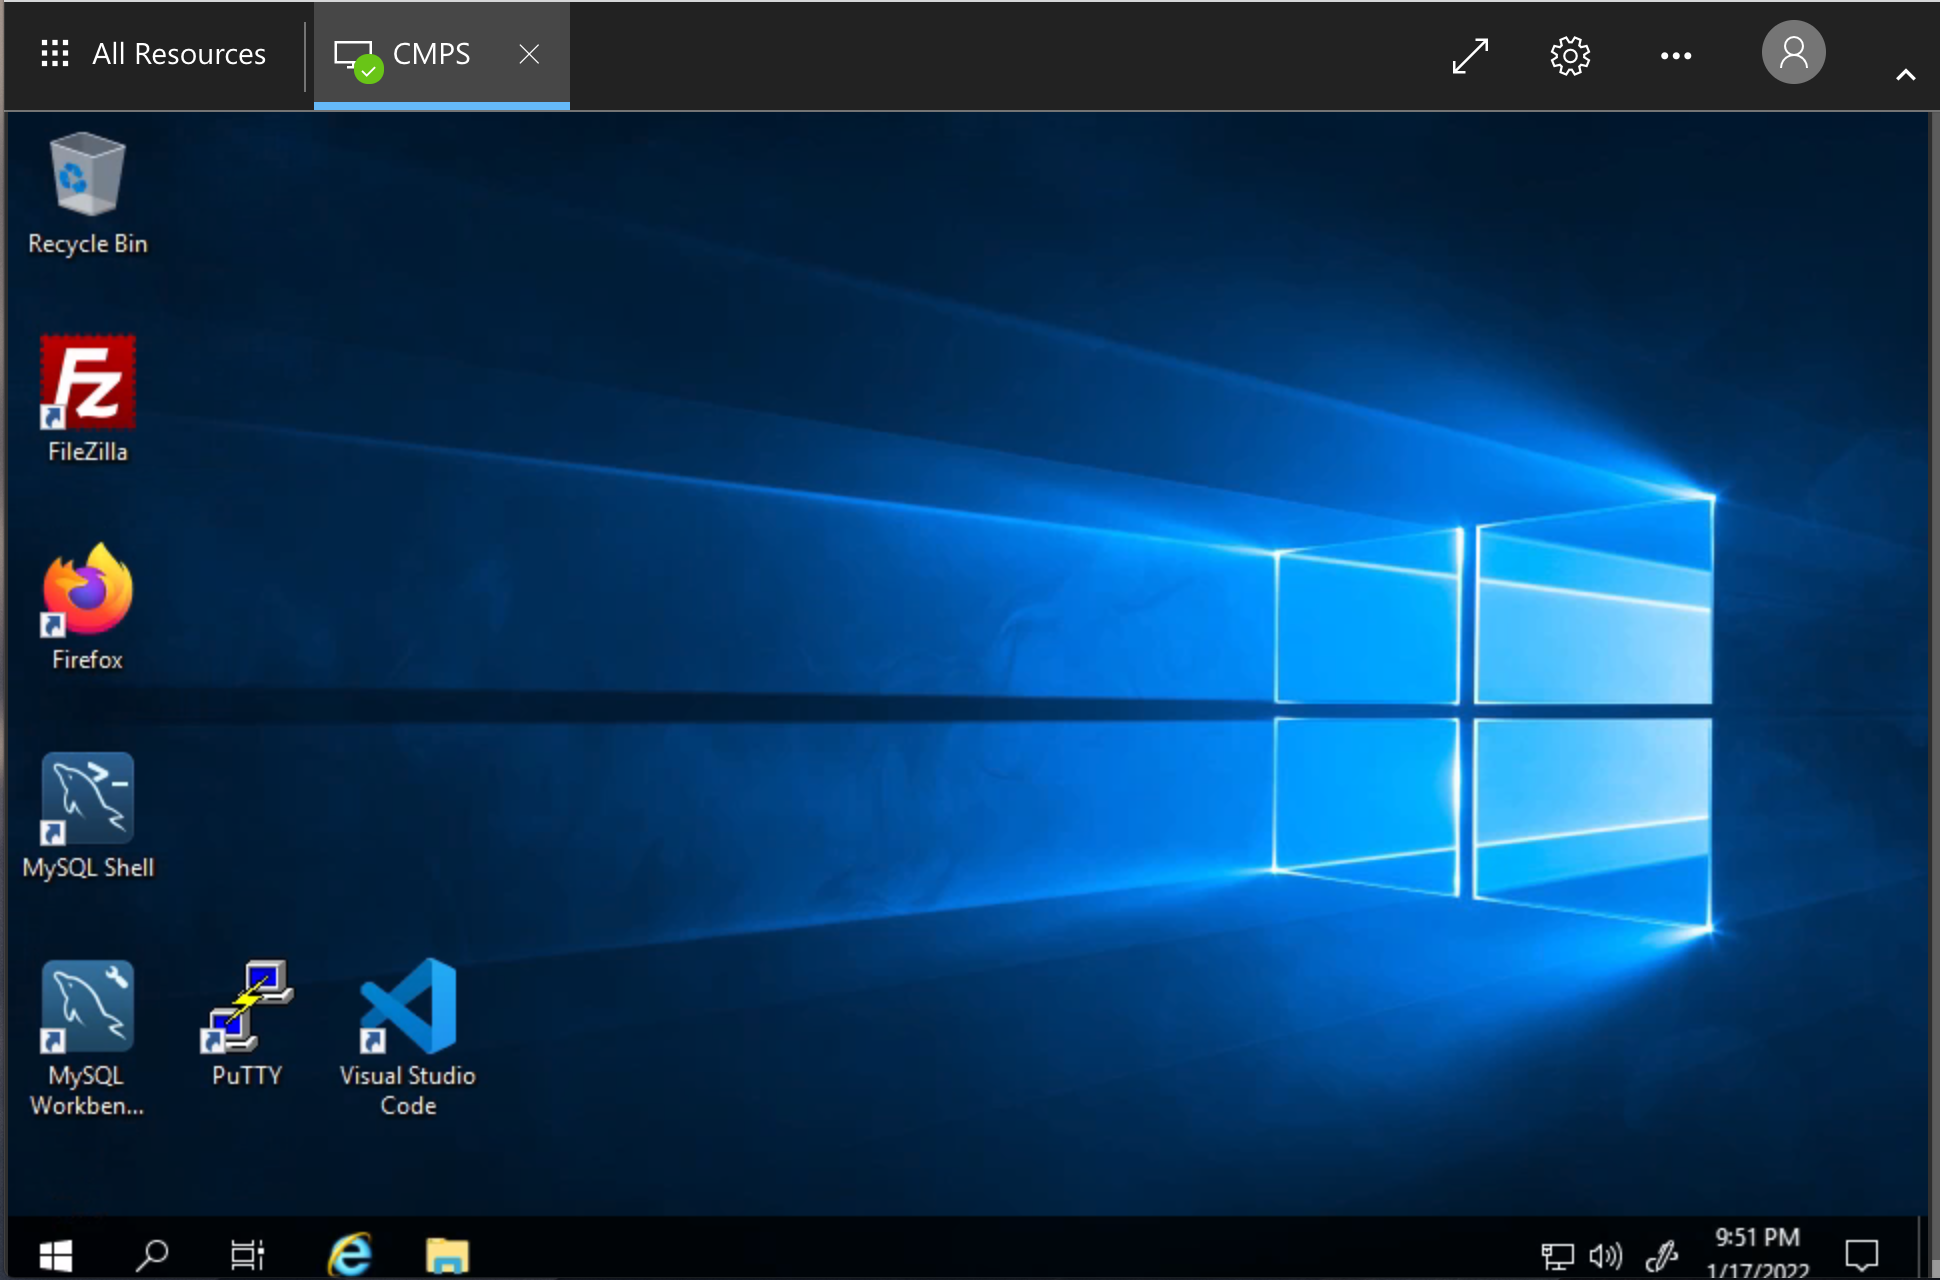 All Resources
CMPS
Recycle Bin
FileZilla
Firefox
MySQL Shell
MySQL
Workben...
PuTTY
Visual Studio
Code
9:51 PM
1/17/2022